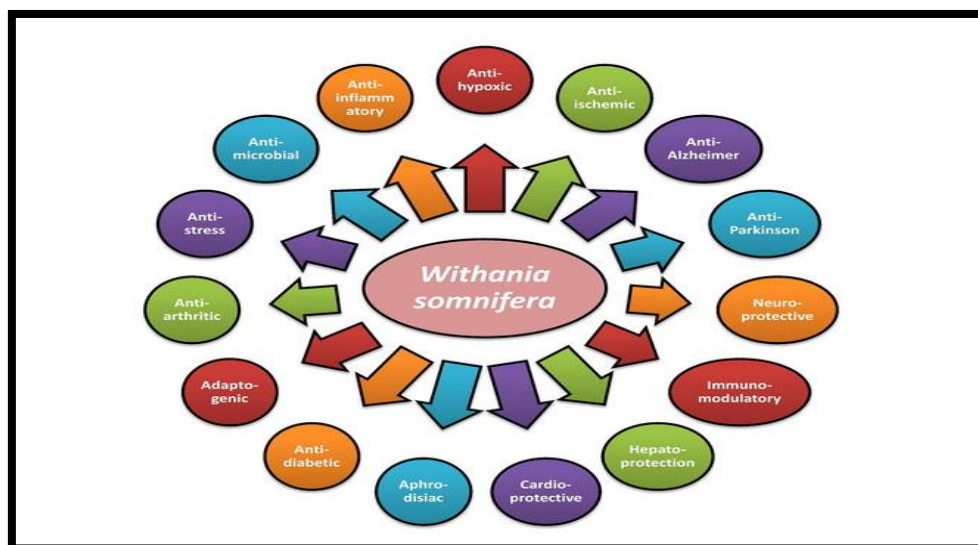 Anti-
hypoxic
Anti-
ischemic
Anti-
Alzheimer
Anti-
Parkinson
Neuro-
protective
Immuno-
modulatory
Hepato-
protection
Cardio-
protective
Aphro-
disiac
Anti-
diabetic
Adapto-
genic
Anti-
arthritic
Anti-
stress
Anti-
microbial
Anti-
inflamm
atory
Withania
somnifera